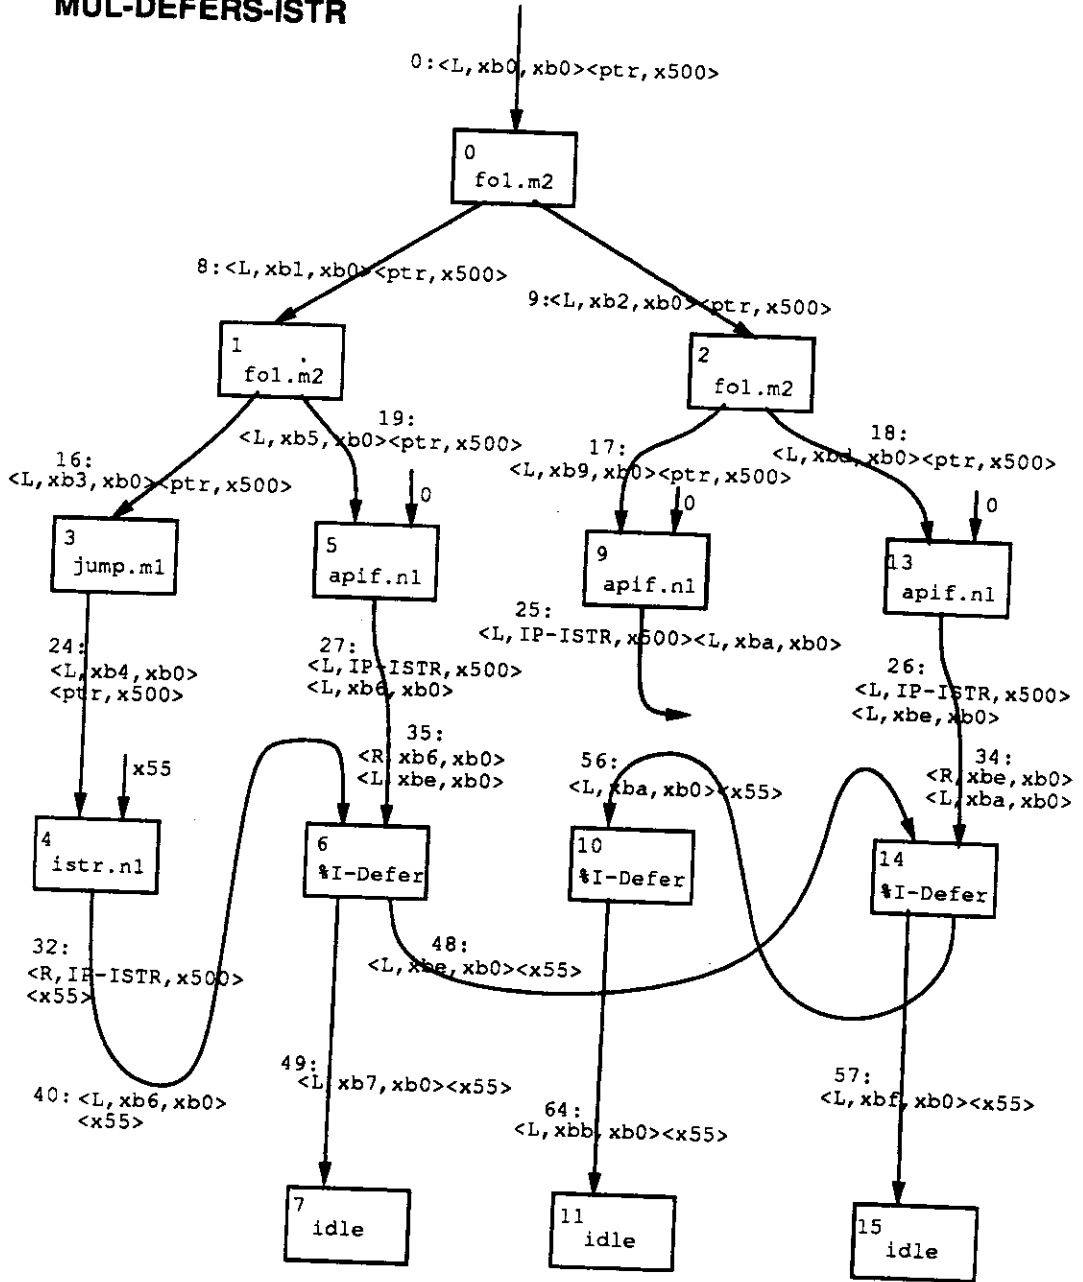 MUL-DEFERS-ISTR
0:<L,xb0,xb0><ptr,x500>
0
fol.m2
8:<L,xb1,xb0><ptr,x500>
9:<L,xb2,xb0><ptr,x500>
1
fol.m2
2
fol.m2
19:
<L,xb5,xb0><ptr,x500>
16:
<L,xb3,xb0><ptr,x500>
17:
<L,xb9,xb0><ptr,x500>
18:
<L,xbd,xb0><ptr,x500>
0
0
0
3
jump.m1
5
apif.n1
9
apif.n1
13
apif.n1
24:
<L,xb4,xb0>
<ptr,x500>
27:
<L,IP-ISTR,x500>
<L,xb6,xb0>
25:
<L,IP-ISTR,x500><L,xba,xb0>
26:
<L,IP-ISTR,x500>
<L,xbe,xb0>
35:
<R,xb6,xb0>
<L,xbe,xb0>
34:
<R,xbe,xb0>
<L,xba,xb0>
x55
56:
<L,xba,xb0><x55>
4
istr.n1
6
%I-Defer
10
%I-Defer
14
%I-Defer
32:
<R,IP-ISTR,x500>
<x55>
48:
<L,xbe,xb0><x55>
40: <L,xb6,xb0>
<x55>
49:
<L,xb7,xb0><x55>
64:
<L,xbb,xb0><x55>
57:
<L,xbf,xb0><x55>
7
idle
11
idle
15
idle